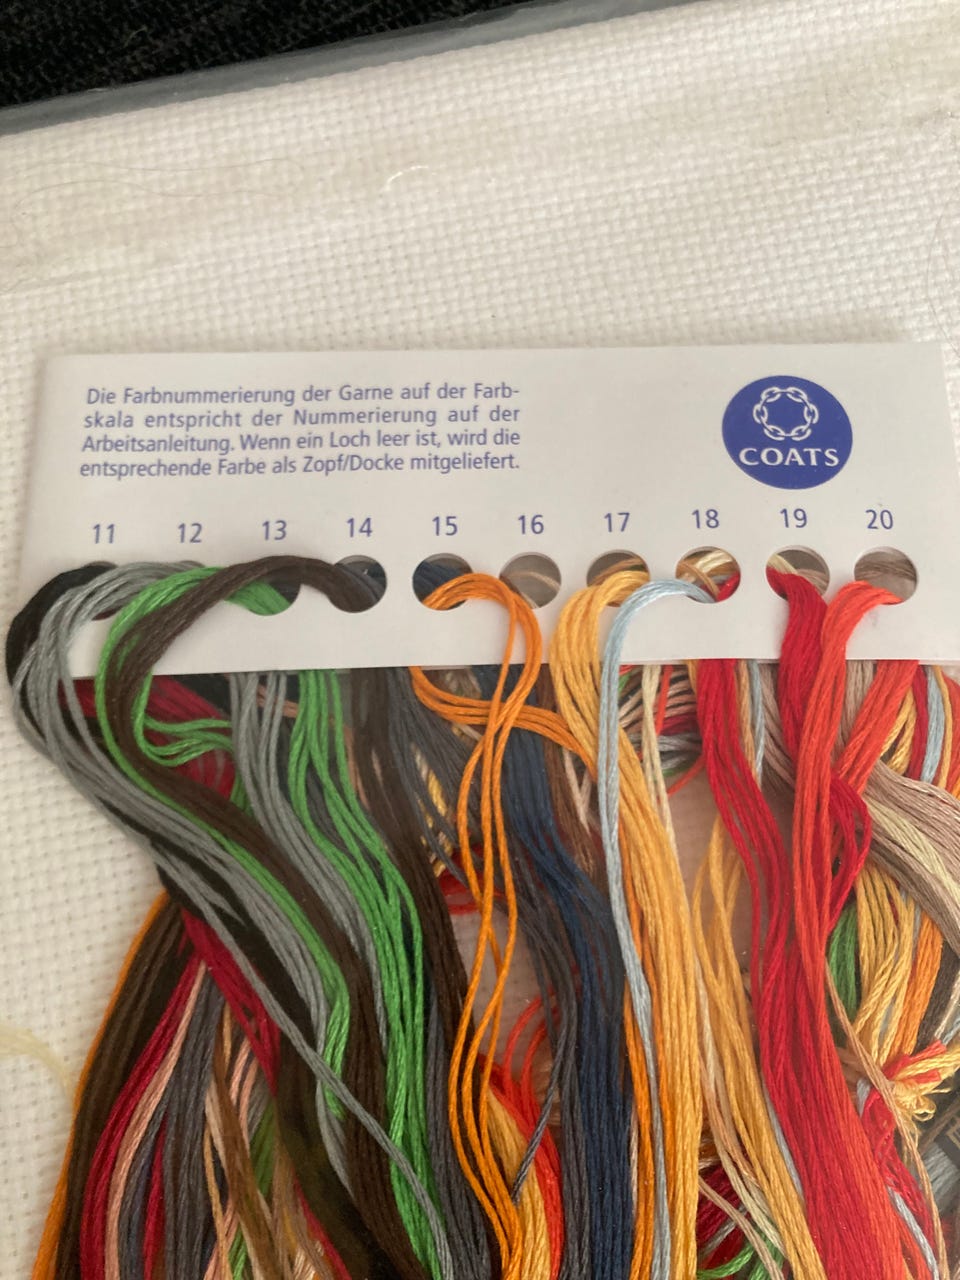 Die Farbnummerierung der Garne auf der Farb-
skala entspricht der Nummerierung auf der
Arbeitsanleitung. Wenn ein Loch leer ist, wird die
entsprechende Farbe als Zopf/Docke mitgeliefert.
COATS
11 12 13 14 15 16 17 18 19 20